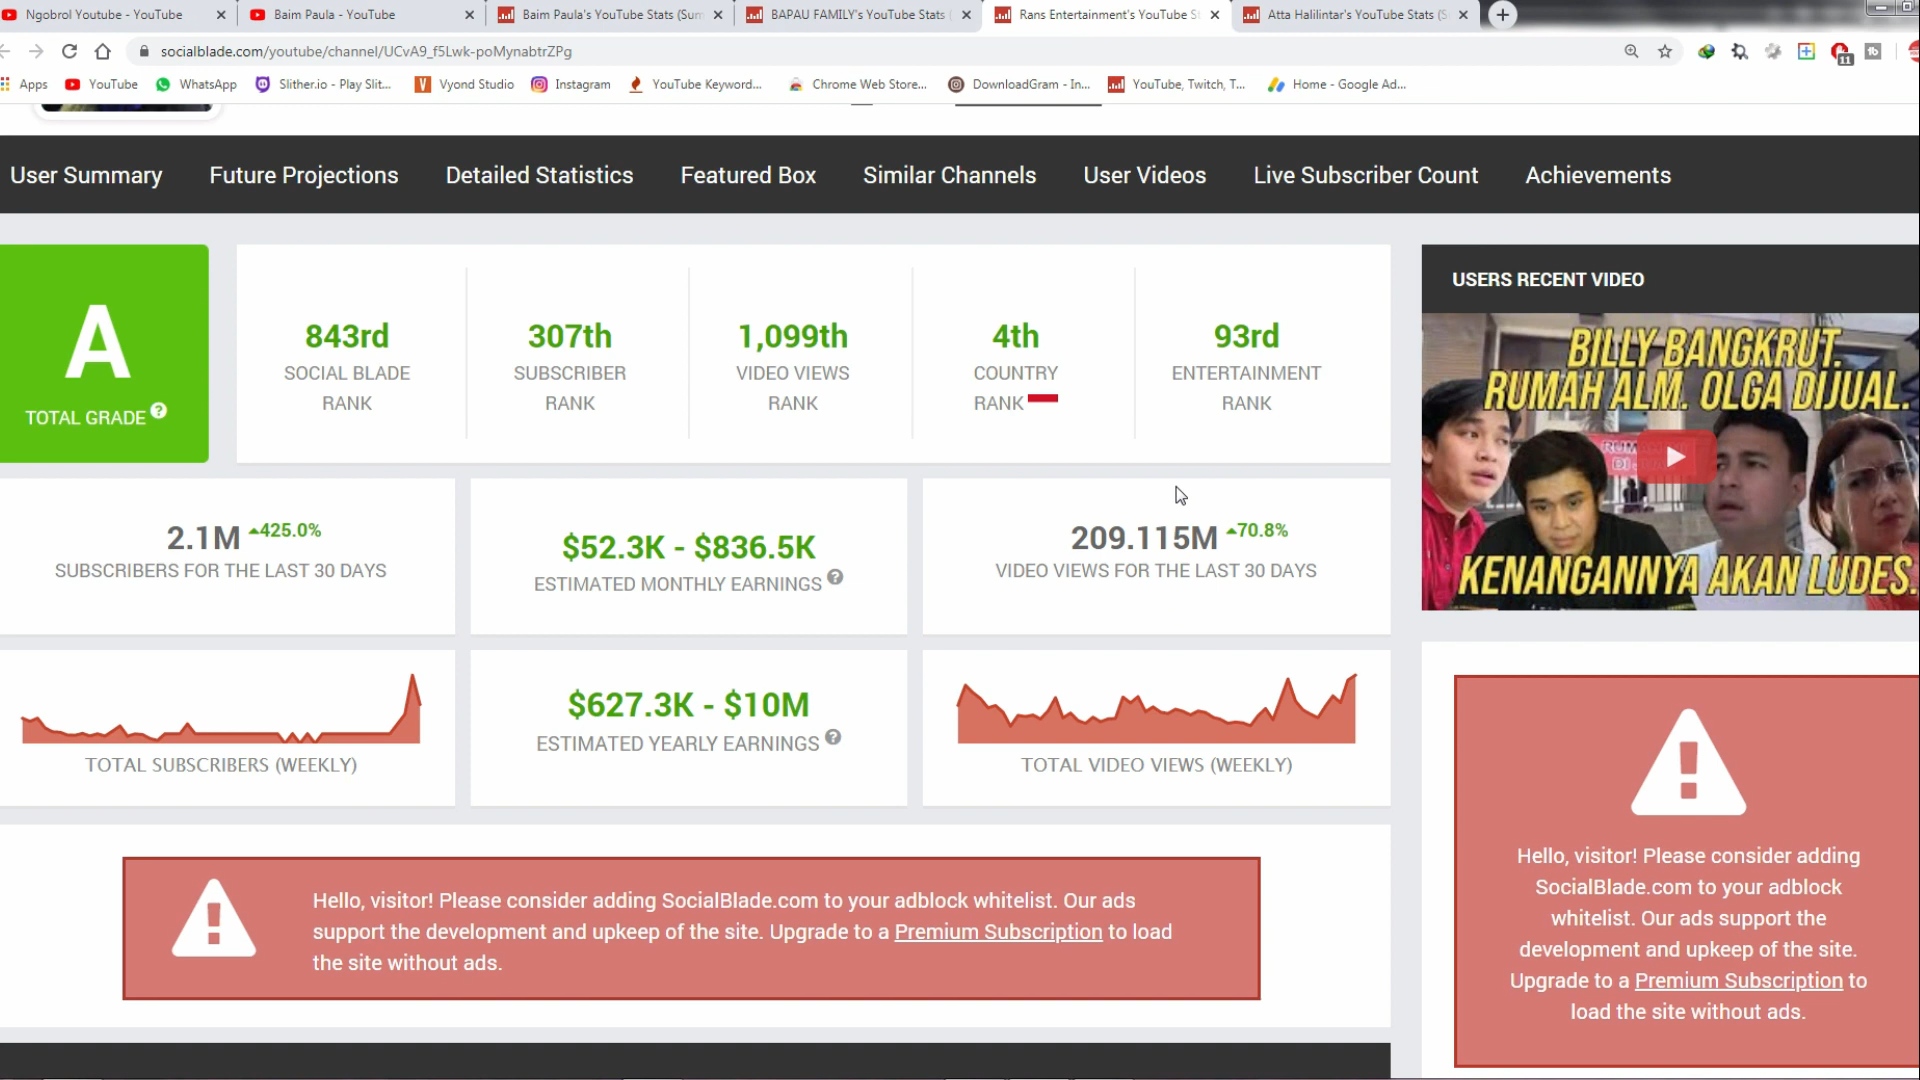 Ngobrol Youtube - YouTube
Baim Paula - YouTube
Baim Paula's YouTube Stats (Sum
BAPAU FAMILY's YouTube Stats (
Rans Entertainment's YouTube S
Atta Halilintar's YouTube Stats (S
socialblade.com/youtube/channel/UCvA9_f5Lwk-poMynabtrZPg
11
Apps
YouTube
WhatsApp
Slither.io - Play Slit...
Vyond Studio
Instagram
YouTube Keyword...
Chrome Web Store...
DownloadGram - In...
YouTube, Twitch, T...
Home - Google Ad...
User Summary
Future Projections
Detailed Statistics
Featured Box
Similar Channels
User Videos
Live Subscriber Count
Achievements
A
TOTAL GRADE
843rd
SOCIAL BLADE
RANK
307th
SUBSCRIBER
RANK
1,099th
VIDEO VIEWS
RANK
4th
COUNTRY
RANK
93rd
ENTERTAINMENT
RANK
USERS RECENT VIDEO
BILLY BANGKRUT.
RUMAH ALM. OLGA DIJUAL.
KENANGANNYA AKAN LUDES.
2.1M 425.0%
SUBSCRIBERS FOR THE LAST 30 DAYS
$52.3K - $836.5K
ESTIMATED MONTHLY EARNINGS
209.115M 70.8%
VIDEO VIEWS FOR THE LAST 30 DAYS
TOTAL SUBSCRIBERS (WEEKLY)
$627.3K - $10M
ESTIMATED YEARLY EARNINGS
TOTAL VIDEO VIEWS (WEEKLY)
Hello, visitor! Please consider adding SocialBlade.com to your adblock whitelist. Our ads
support the development and upkeep of the site. Upgrade to a Premium Subscription to load
the site without ads.
Hello, visitor! Please consider adding
SocialBlade.com to your adblock
whitelist. Our ads support the
development and upkeep of the site.
Upgrade to a Premium Subscription to
load the site without ads.